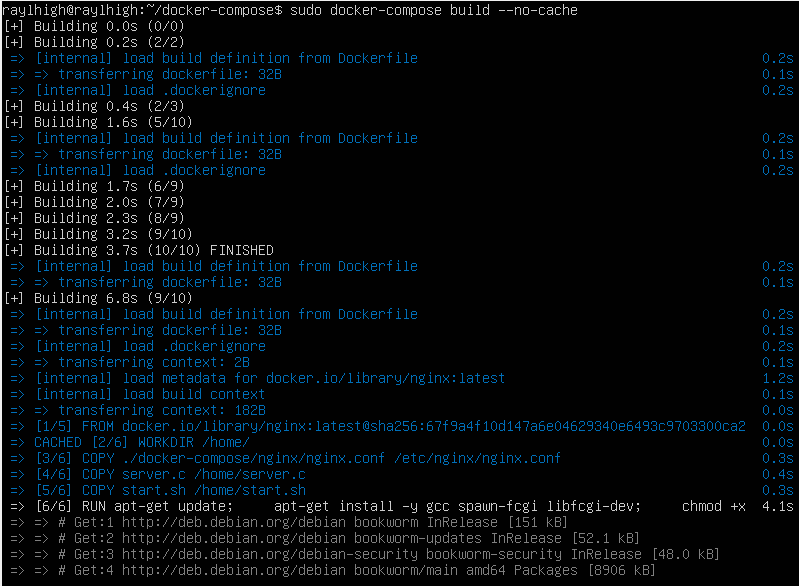 raylhigh@raylhigh:~/docker-compose$ sudo docker-compose build --no-cache
[+] Building 0.0s (0/0)
[+] Building 0.2s (2/2)
=> [internal] load build definition from Dockerfile 0.2s
=> => transferring dockerfile: 32B 0.1s
=> [internal] load .dockerignore 0.2s
[+] Building 0.4s (2/3)
[+] Building 1.6s (5/10)
=> [internal] load build definition from Dockerfile 0.2s
=> => transferring dockerfile: 32B 0.1s
=> [internal] load .dockerignore 0.2s
[+] Building 1.7s (6/9)
[+] Building 2.0s (7/9)
[+] Building 2.3s (8/9)
[+] Building 3.2s (9/10)
[+] Building 3.7s (10/10) FINISHED
=> [internal] load build definition from Dockerfile 0.2s
=> => transferring dockerfile: 32B 0.1s
[+] Building 6.8s (9/10)
=> [internal] load build definition from Dockerfile 0.2s
=> => transferring dockerfile: 32B 0.1s
=> [internal] load .dockerignore 0.2s
=> => transferring context: 2B 0.1s
=> [internal] load metadata for docker.io/library/nginx:latest 1.2s
=> [internal] load build context 0.1s
=> => transferring context: 182B 0.0s
=> [1/5] FROM docker.io/library/nginx:latest@sha256:67f9a4f10d147a6e04629340e6493c9703300ca2 0.0s
=> CACHED [2/6] WORKDIR /home/ 0.0s
=> [3/6] COPY ./docker-compose/nginx/nginx.conf /etc/nginx/nginx.conf 0.3s
=> [4/6] COPY server.c /home/server.c 0.4s
=> [5/6] COPY start.sh /home/start.sh 0.3s
=> [6/6] RUN apt-get update; apt-get install -y gcc spawn-fcgi libfcgi-dev; chmod +x 4.1s
=> => # Get:1 http://deb.debian.org/debian bookworm InRelease [151 kB]
=> => # Get:2 http://deb.debian.org/debian bookworm-updates InRelease [52.1 kB]
=> => # Get:3 http://deb.debian.org/debian-security bookworm-security InRelease [48.0 kB]
=> => # Get:4 http://deb.debian.org/debian bookworm/main amd64 Packages [8906 kB]